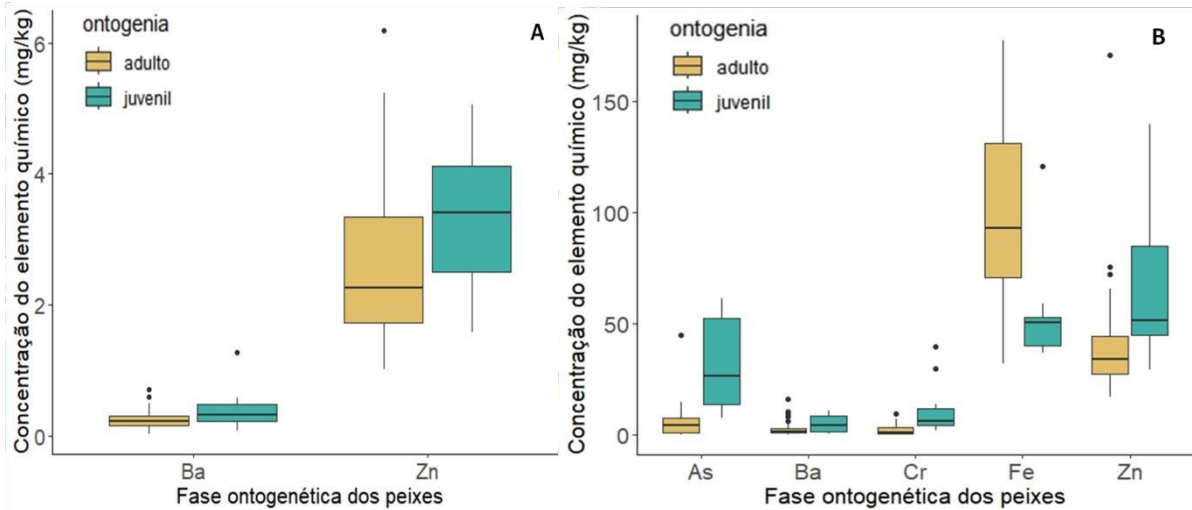 Concentração do elemento químico (mg/kg)
6
4
2
0
ontogenia
adulto
juvenil
A
Ba Zn
Fase ontogenética dos peixes
Concentração do elemento químico (mg/kg)
150
100
50
0
ontogenia
adulto
juvenil
B
As Ba Cr Fe Zn
Fase ontogenética dos peixes